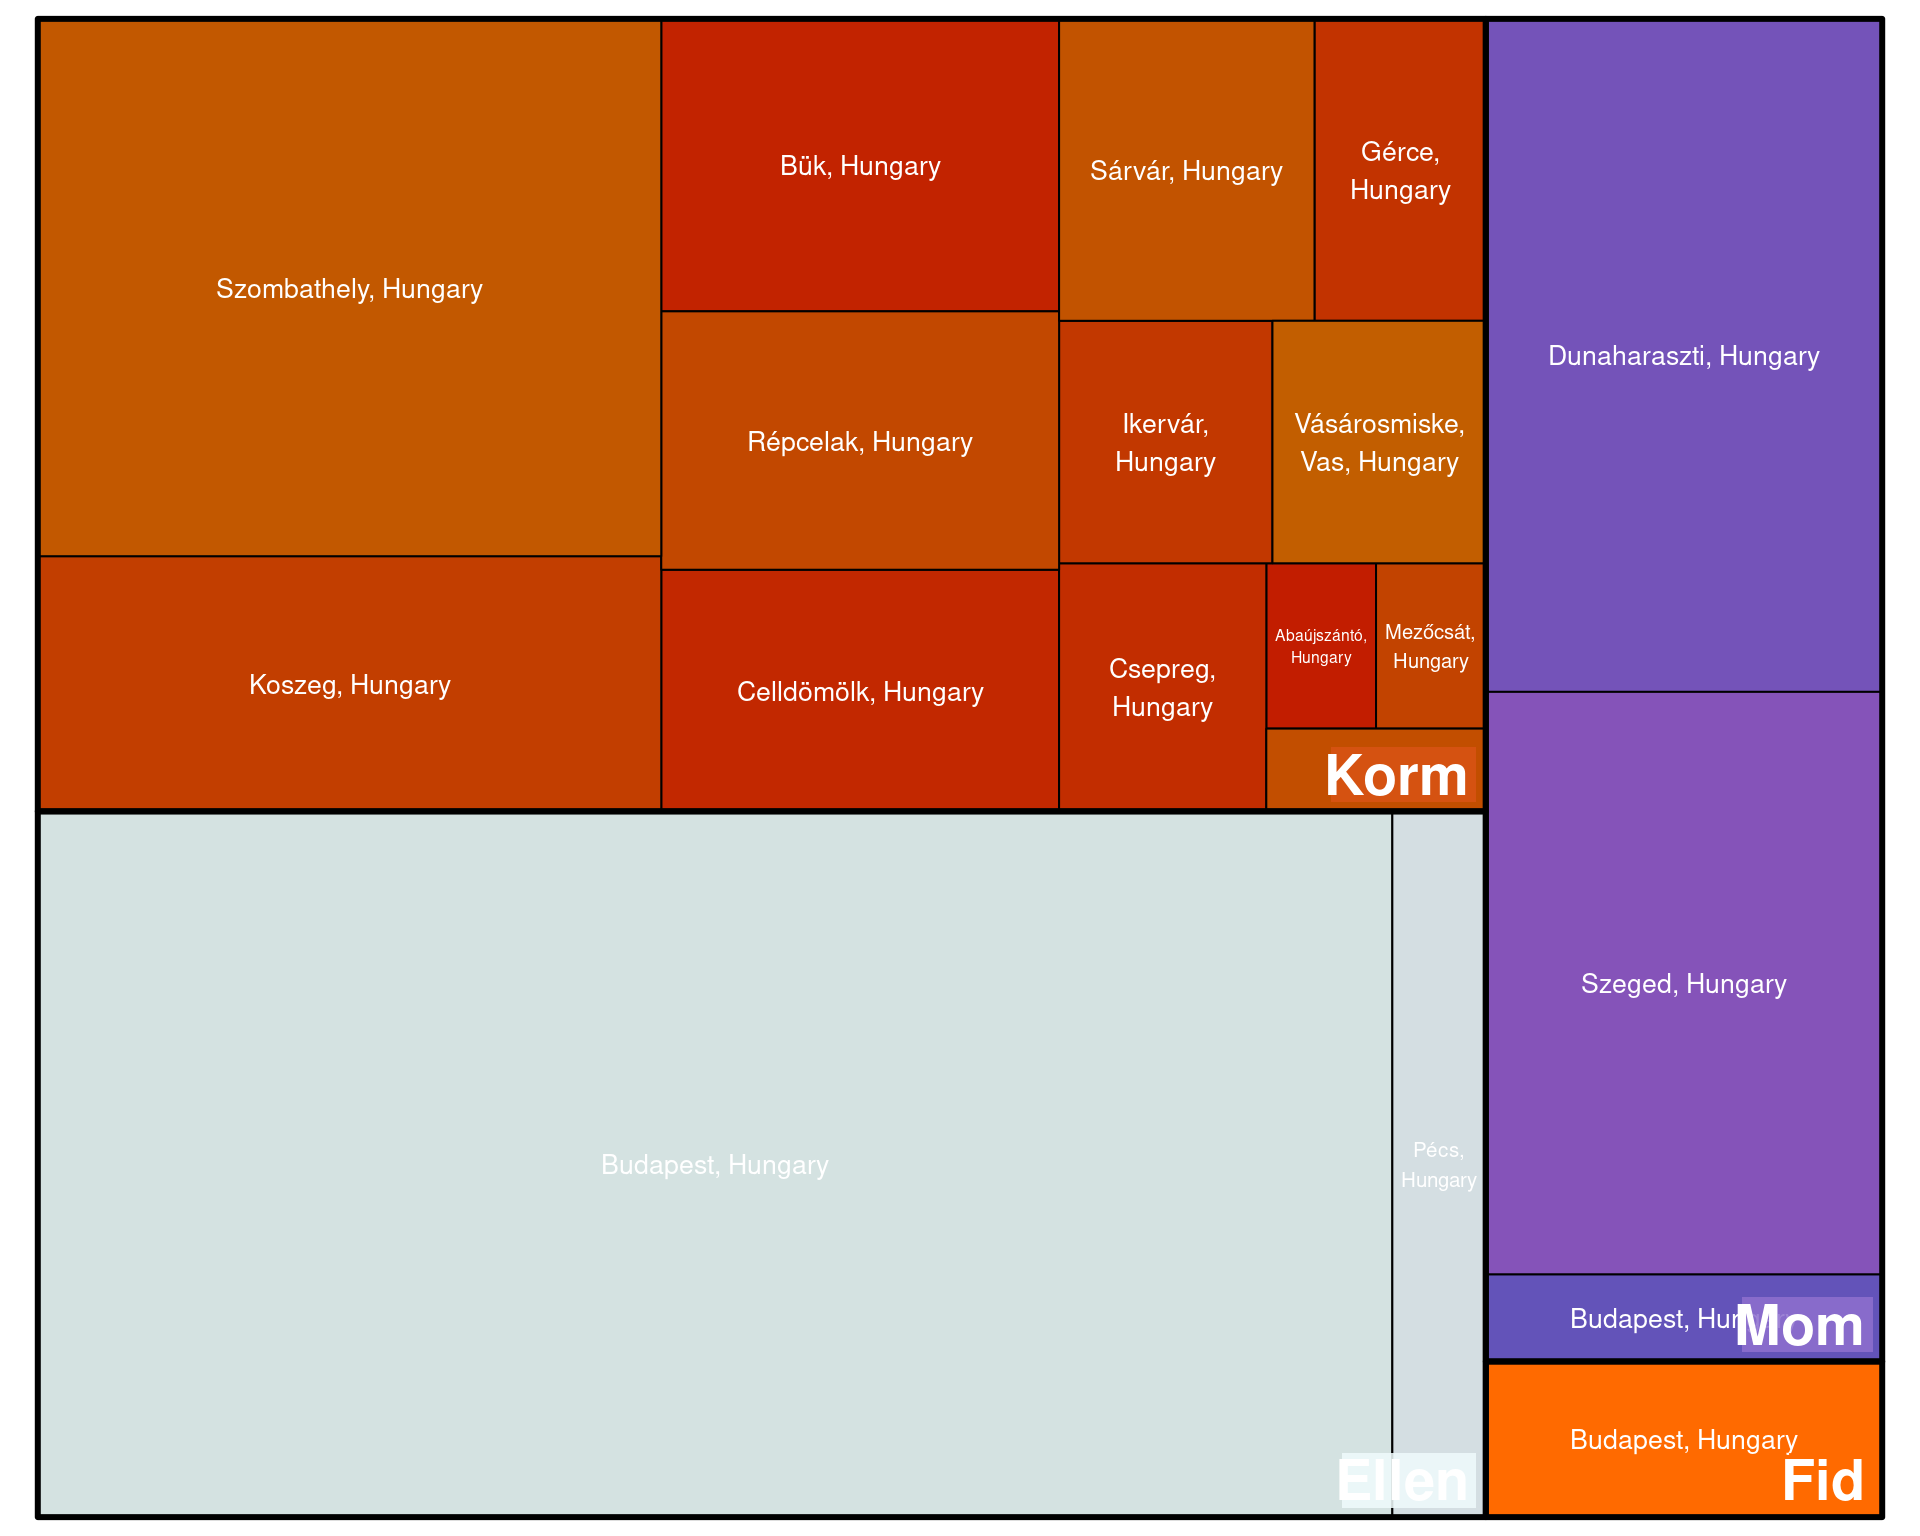 Szombathely, Hungary
Koszeg, Hungary
Bük, Hungary
Répcelak, Hungary
Celldömölk, Hungary
Sárvár, Hungary
Gérce,
Hungary
Ikervár,
Hungary
Vásárosmiske,
Vas, Hungary
Csepreg,
Hungary
Abaújszántó,
Hungary
Mezőcsát,
Hungary
Korm
Budapest, Hungary
Pécs,
Hungary
Ellen
Dunaharaszti, Hungary
Szeged, Hungary
Budapest,
Mom
Budapest, Hungary
Fid